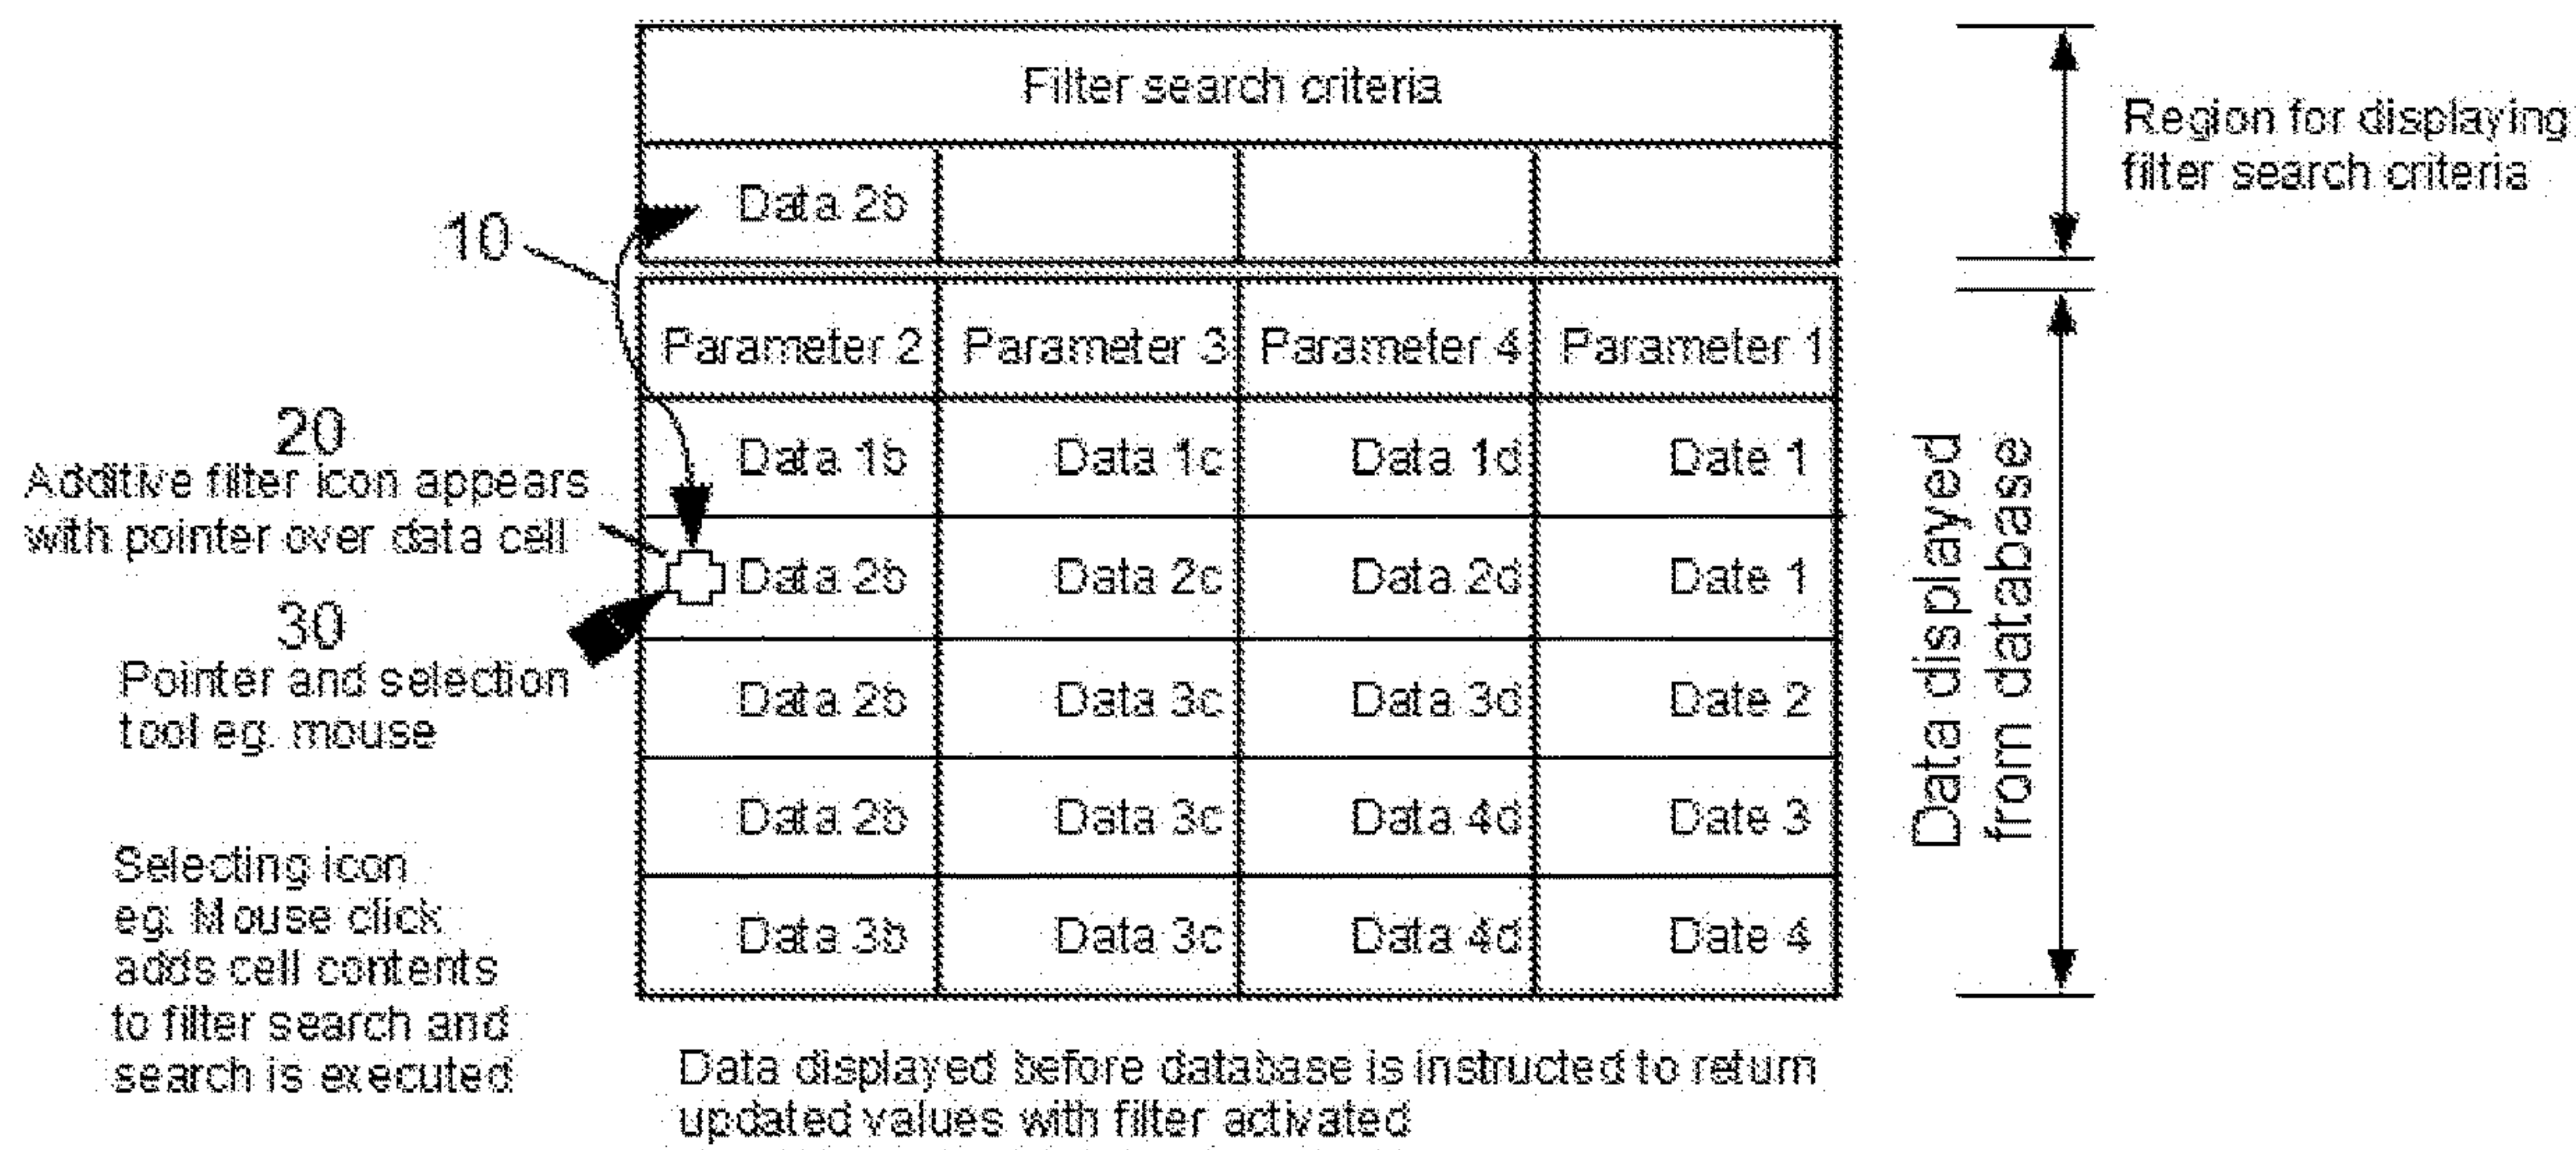 Filter search criteria
Region for displaying
filter search criteria
Data 2b
10
Parameter 2 Parameter 3 Parameter 4 Parameter 1
Data 1b Data 1c Data 1d Date 1
Data 2b Data 2c Data 2d Date 1
Data 2b Data 3c Data 3d Date 2
Data 2b Data 3c Data 4d Date 3
Data 3b Data 3c Data 4d Date 4
20
Additive filter icon appears
with pointer over data cell
30
Pointer and selection
tool eg. mouse
Selecting icon
eg. Mouse click
adds cell contents
to filter search and
search is executed
Data displayed
from database
Data displayed before database is instructed to return
updated values with filter activated